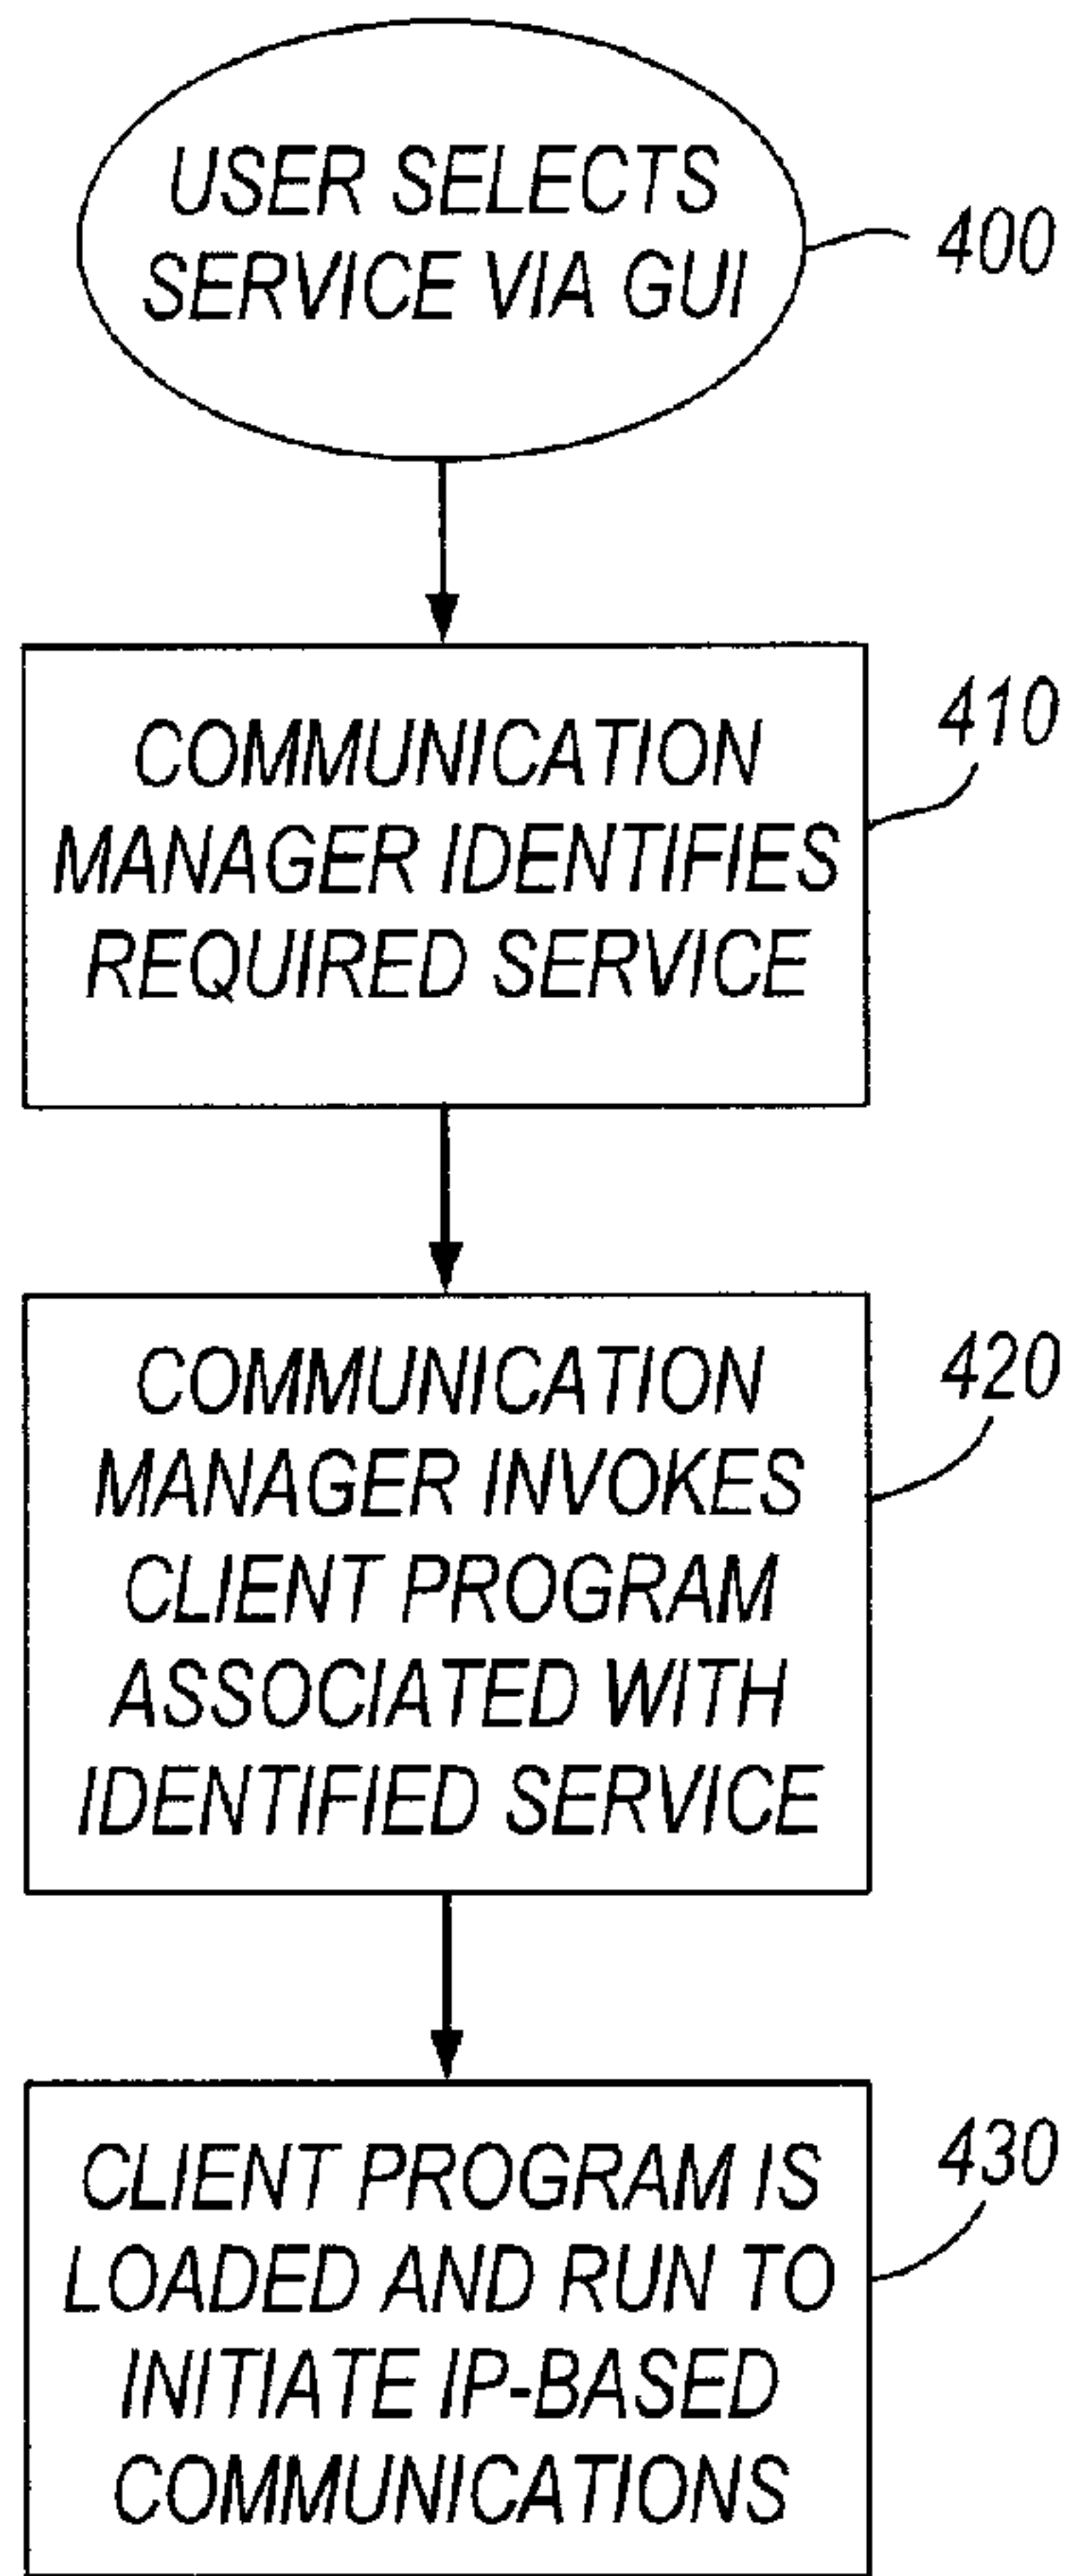 USER SELECTS
SERVICE VIA GUI
400
COMMUNICATION
MANAGER IDENTIFIES
REQUIRED SERVICE
410
COMMUNICATION
MANAGER INVOKES
CLIENT PROGRAM
ASSOCIATED WITH
IDENTIFIED SERVICE
420
CLIENT PROGRAM IS
LOADED AND RUN TO
INITIATE IP-BASED
COMMUNICATIONS
430